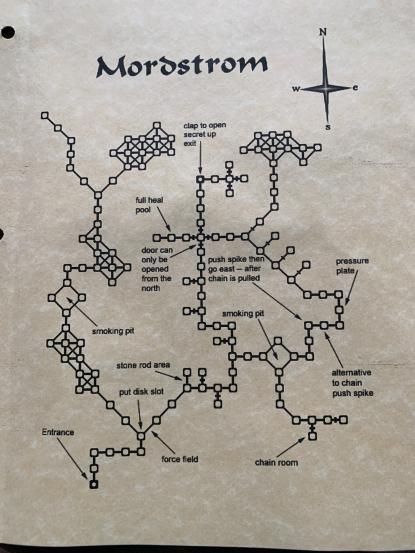 Mordstrom
N
w
e
s
clap to open
secret up
exit
full heal
pool
door can
only be
opened
from the
north
push spike then
go east – after
chain is pulled
pressure
plate
smoking pit
smoking pit
stone rod area
alternative
to chain
push spike
put disk slot
Entrance
force field
chain room